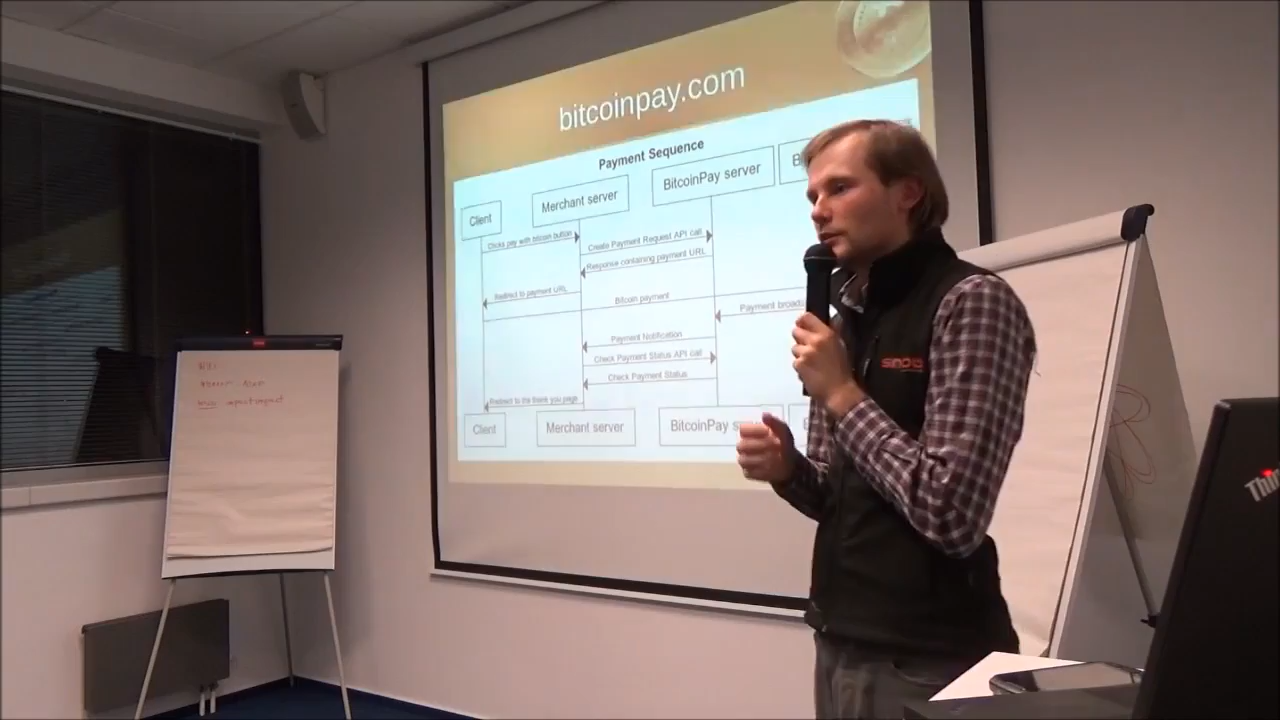 bitcoinpay.com
Payment Sequence
Client
Merchant server
BitcoinPay server
Clicks pay with bitcoin button
Create Payment Request API call
Response containing payment URL
Redirect to payment URL
Bitcoin payment
Payment
Payment Notification
Check Payment Status API call
Check Payment Status
Redirect to the thank you page
Client
Merchant server
BitcoinPay